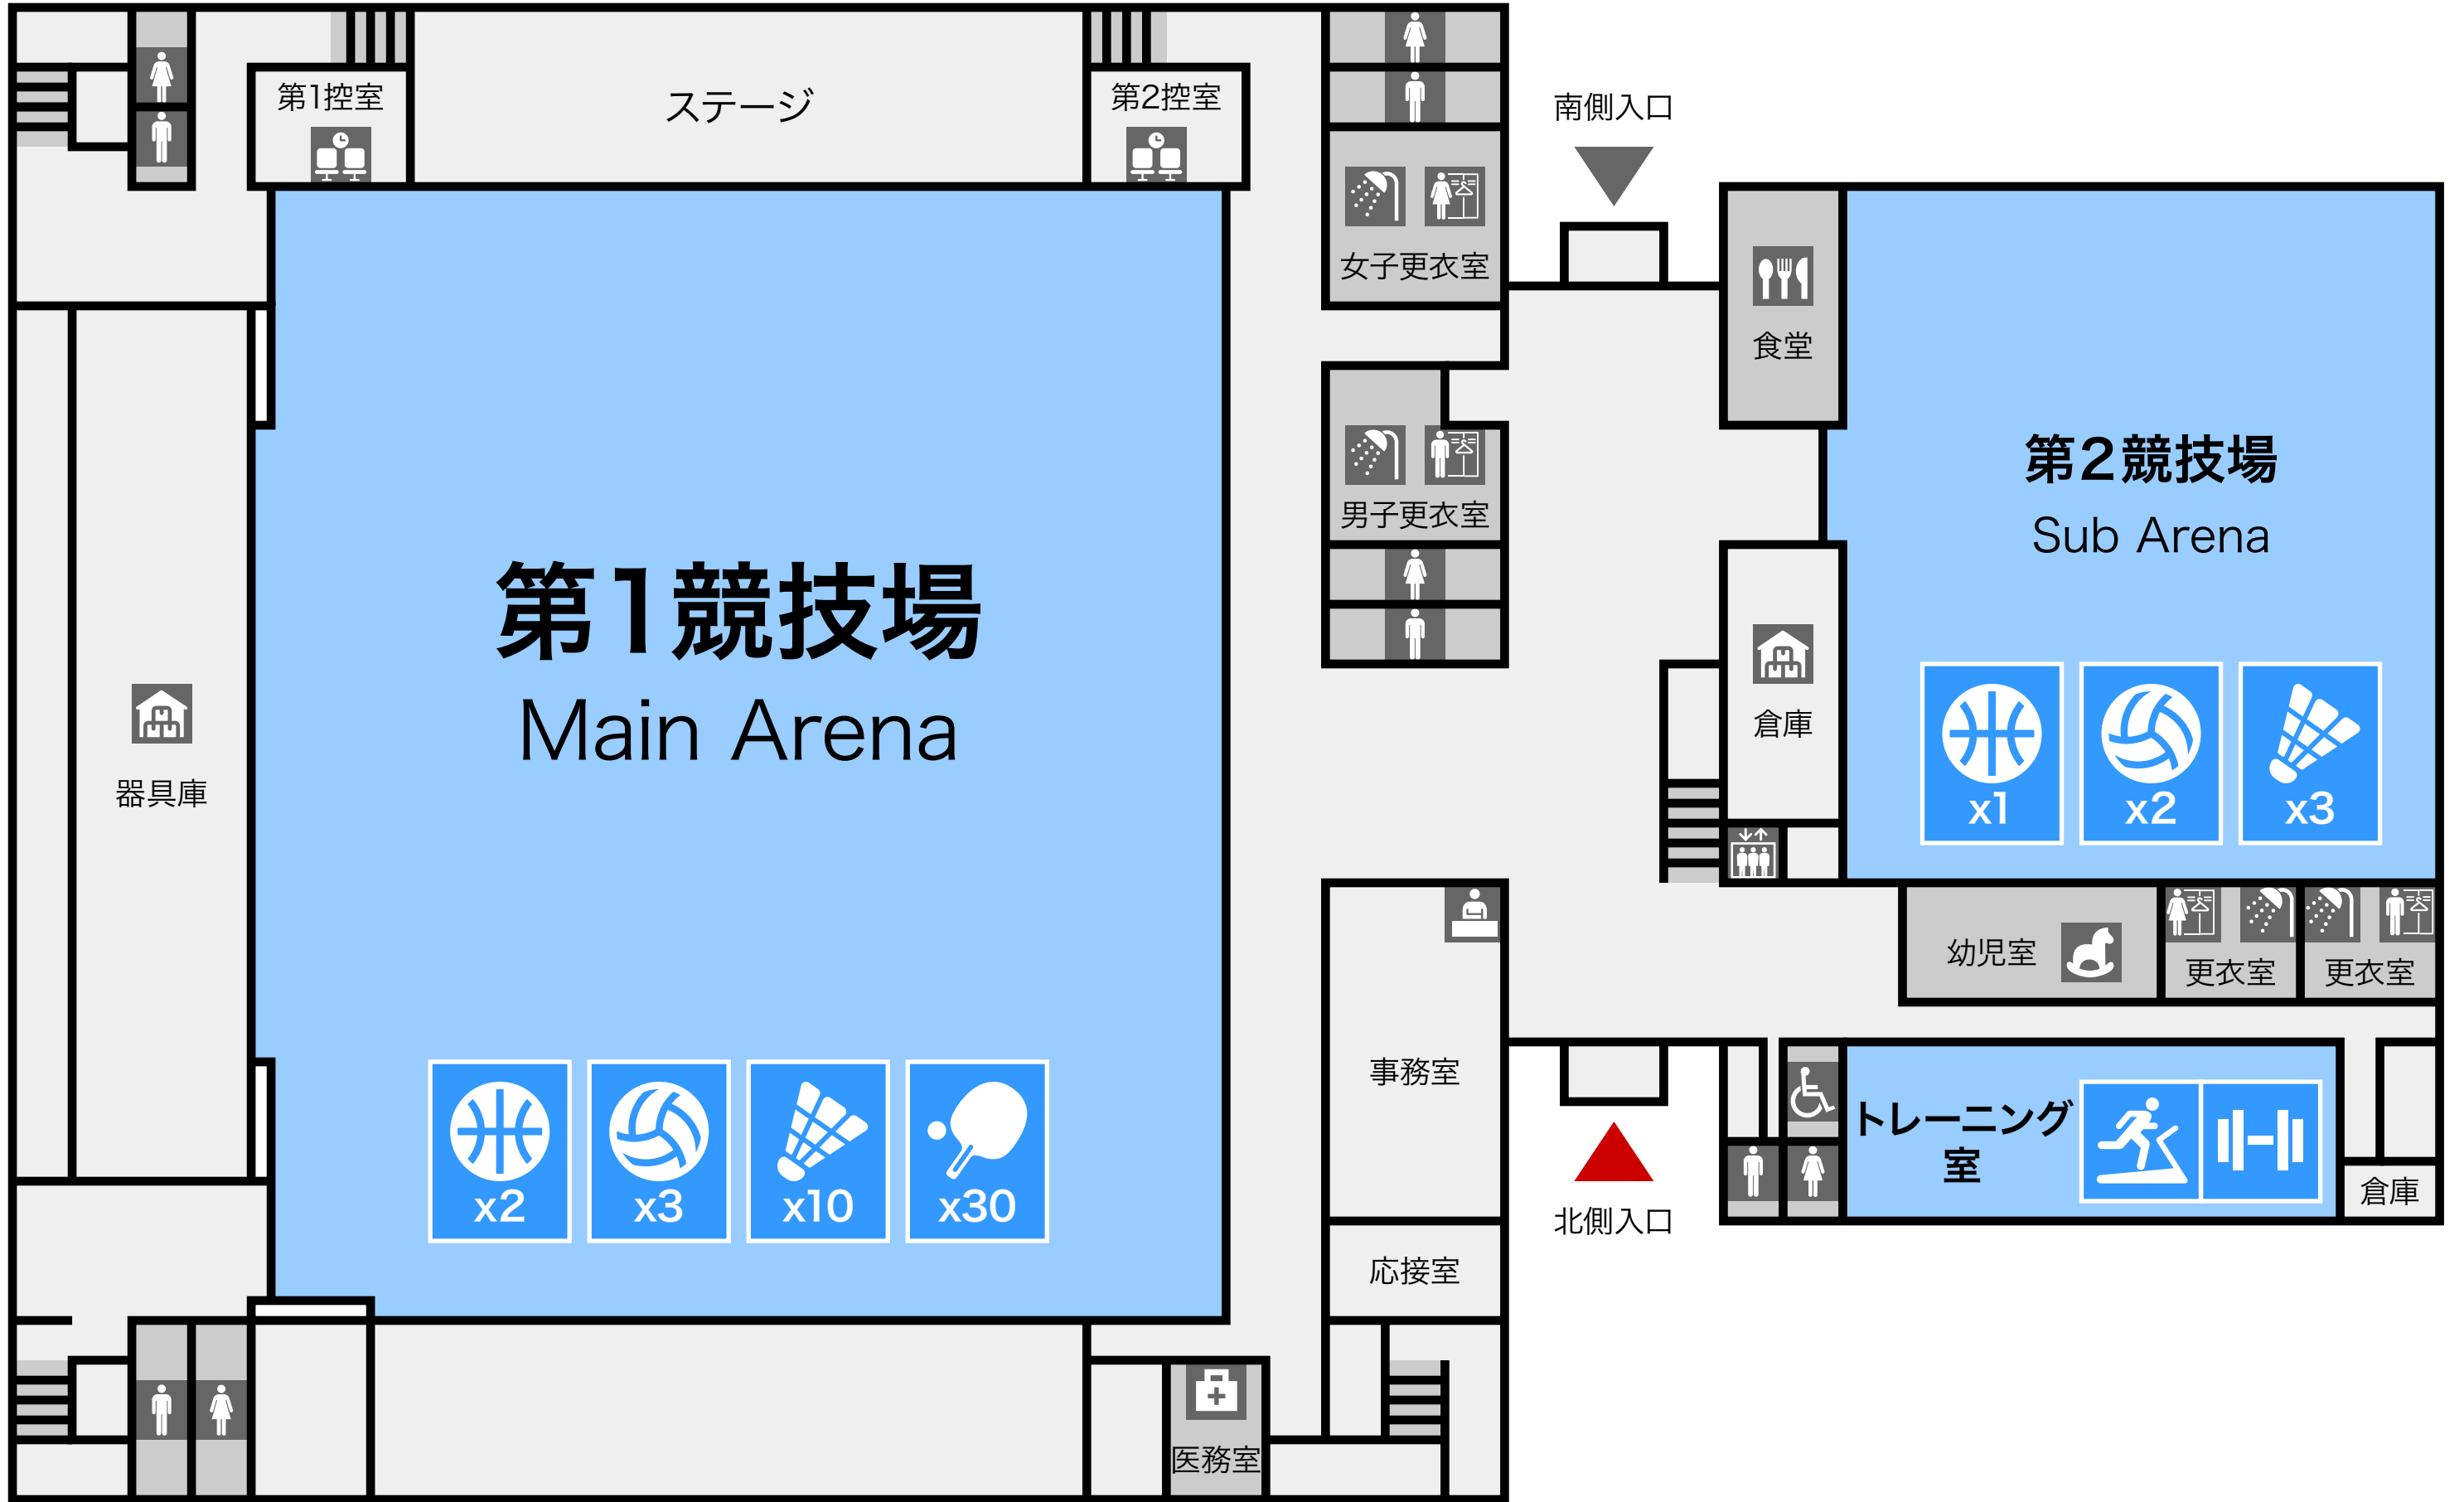 第1控室
ステージ
第2控室
南側入口
女子更衣室
食堂
男子更衣室
第2競技場
Sub Arena
第1競技場
Main Arena
器具庫
倉庫
x1
x2
x3
幼児室
更衣室
更衣室
事務室
トレーニング
室
x2
x3
x10
x30
北側入口
倉庫
応接室
医務室